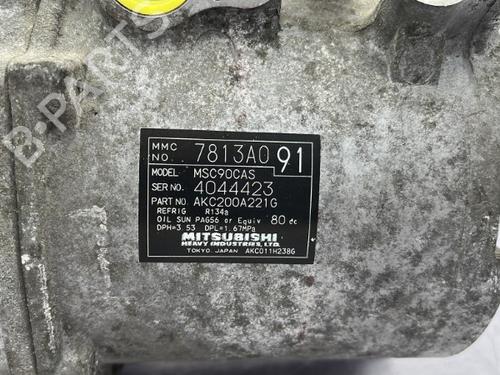 B-PARTS
MMC NO. 7813A0 91
MODEL MSC90CAS
SER NO. 4044423
PART NO. AKC200A221G
REFRIG R134a
OIL SUN PAG56 or Equiv 80 cc
DPH=3.53 DPL=1.67MPa
MITSUBISHI
HEAVY INDUSTRIES, LTD.
TOKYO JAPAN AKC011H238G